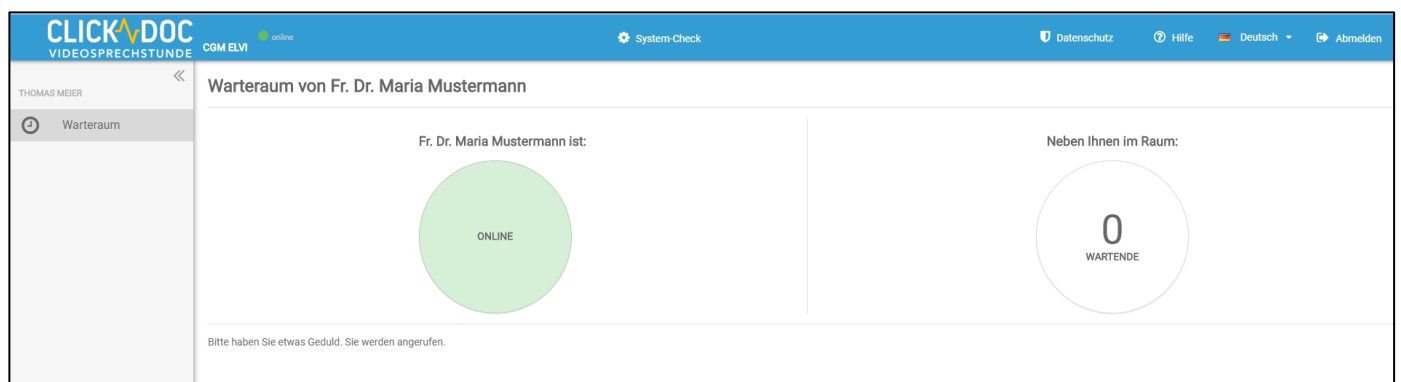 CLICK DOC
VIDEOSPRECHSTUNDE
CGM ELVI
online
System-Check
Datenschutz
Hilfe
Deutsch
Abmelden
THOMAS MEIER
Warteraum
Warteraum von Fr. Dr. Maria Mustermann
Fr. Dr. Maria Mustermann ist:
ONLINE
Neben Ihnen im Raum:
0
WARTENDE
Bitte haben Sie etwas Geduld. Sie werden angerufen.